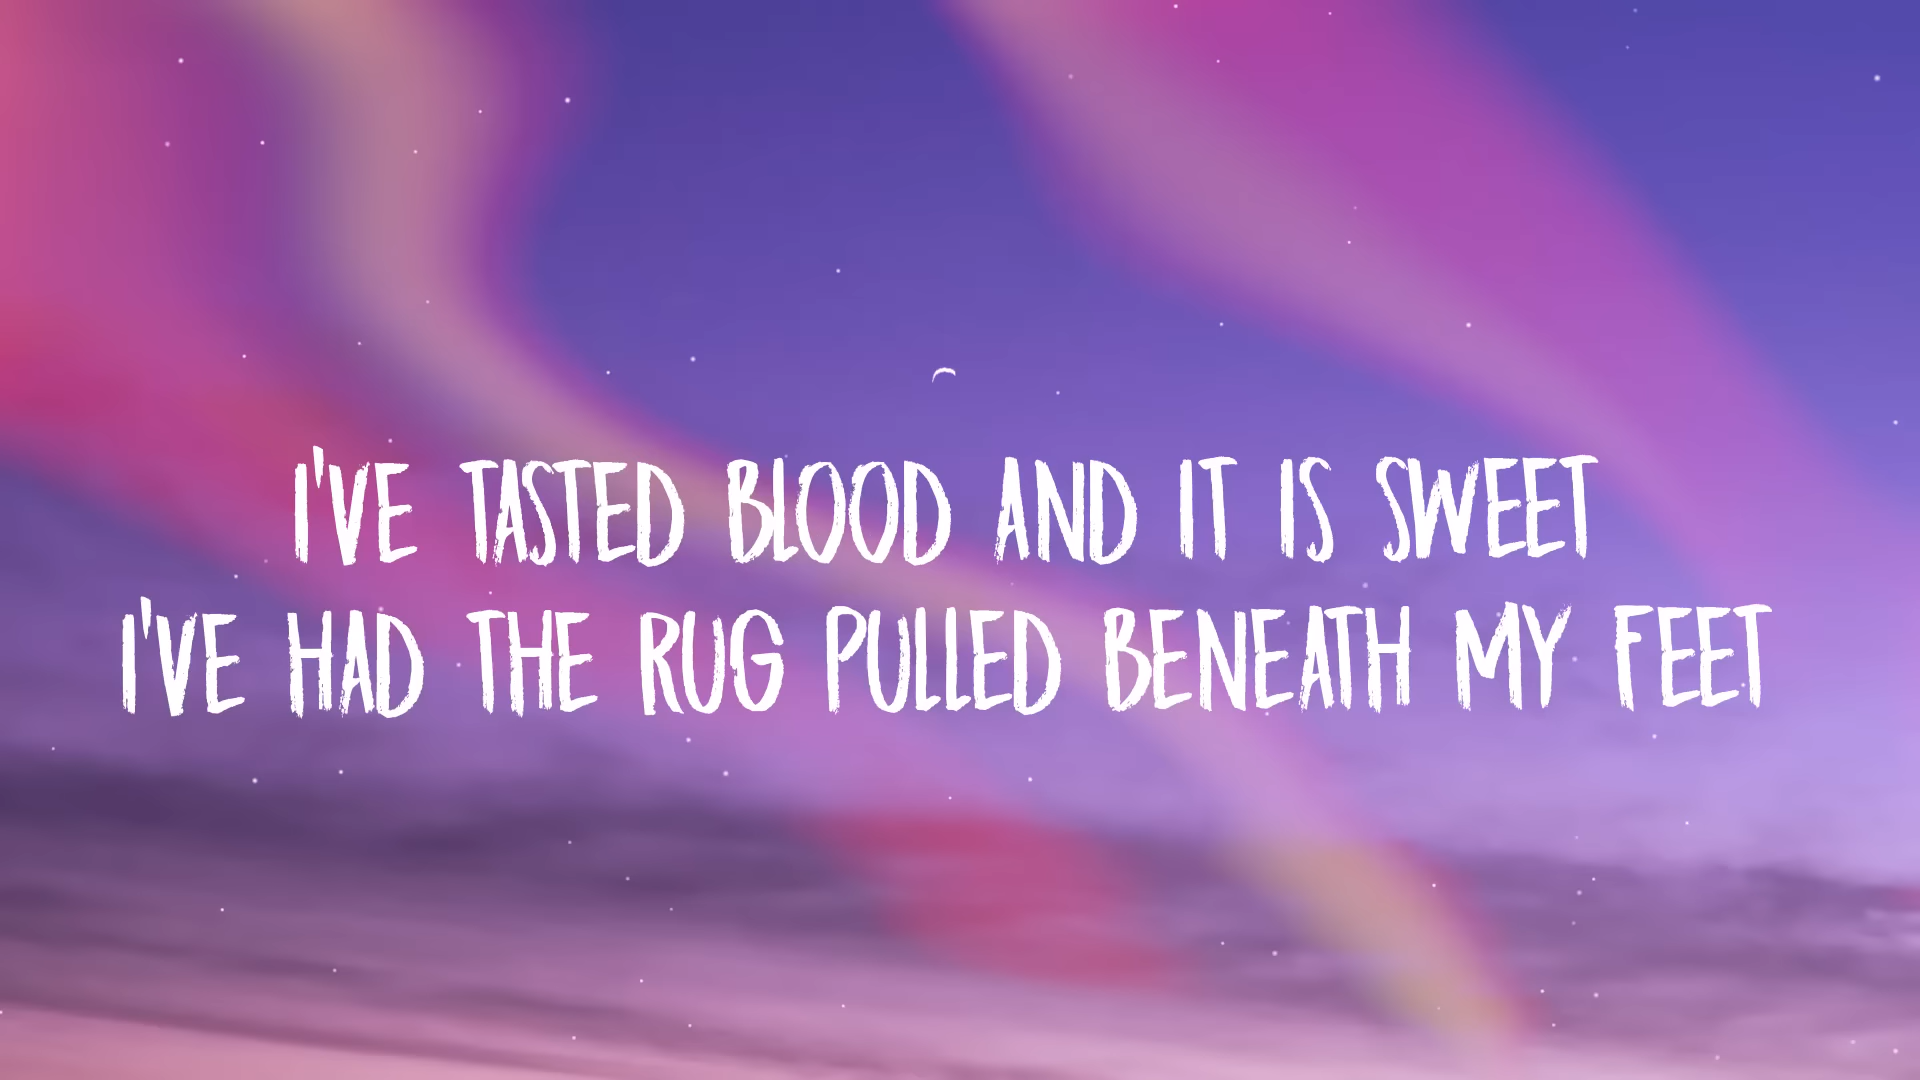 I'VE TASTED BLOOD AND IT IS SWEET
I'VE HAD THE RUG PULLED BENEATH MY FEET